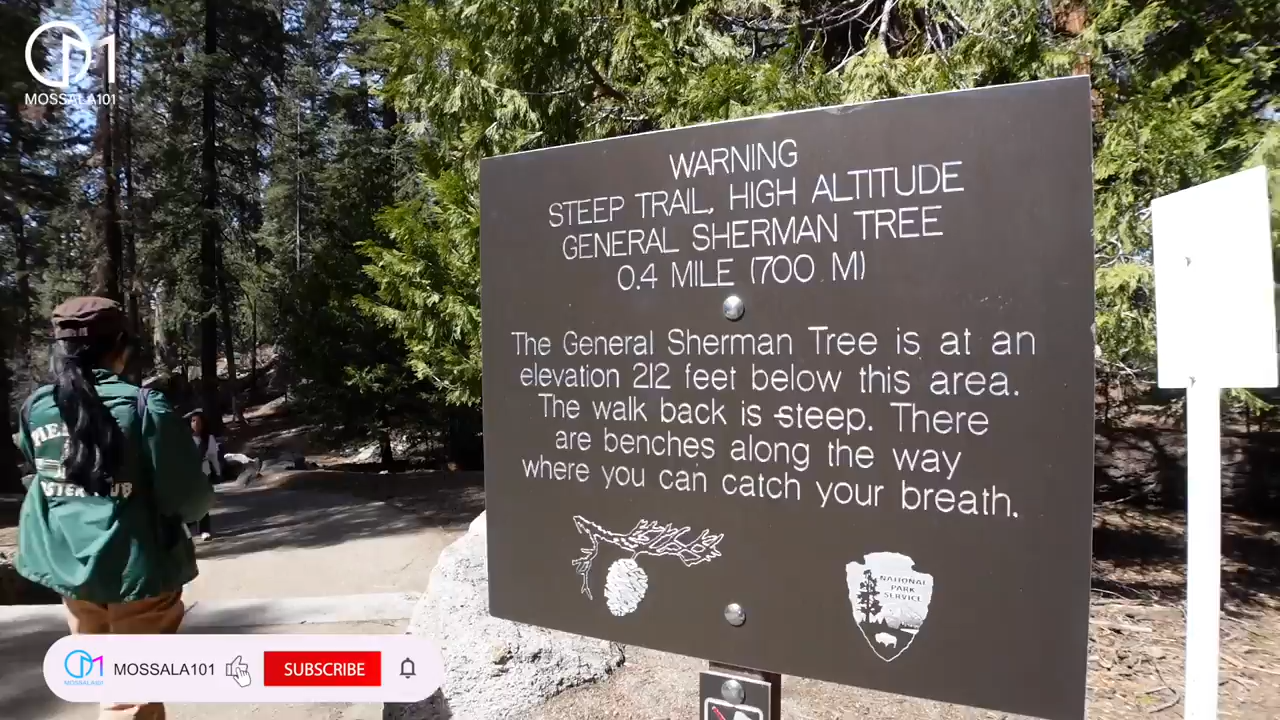 MOSSALA101
WARNING
STEEP TRAIL, HIGH ALTITUDE
GENERAL SHERMAN TREE
0.4 MILE (700 M)
The General Sherman Tree is at an
elevation 212 feet below this area.
The walk back is steep. There
are benches along the way
where you can catch your breath.
NATIONAL
PARK
SERVICE
MOSSALA101
MOSSALA101
SUBSCRIBE